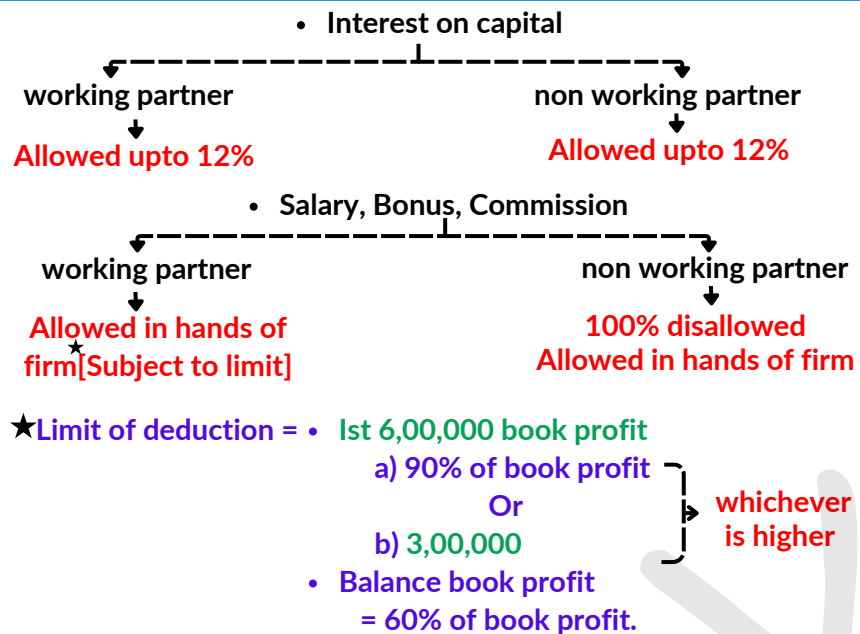 • Interest on capital
working partner
non working partner
Allowed upto 12%
Allowed upto 12%
• Salary, Bonus, Commission
working partner
non working partner
Allowed in hands of
firm★[Subject to limit]
100% disallowed
Allowed in hands of firm
★Limit of deduction = • Ist 6,00,000 book profit
a) 90% of book profit
Or
b) 3,00,000
whichever
is higher
• Balance book profit
= 60% of book profit.